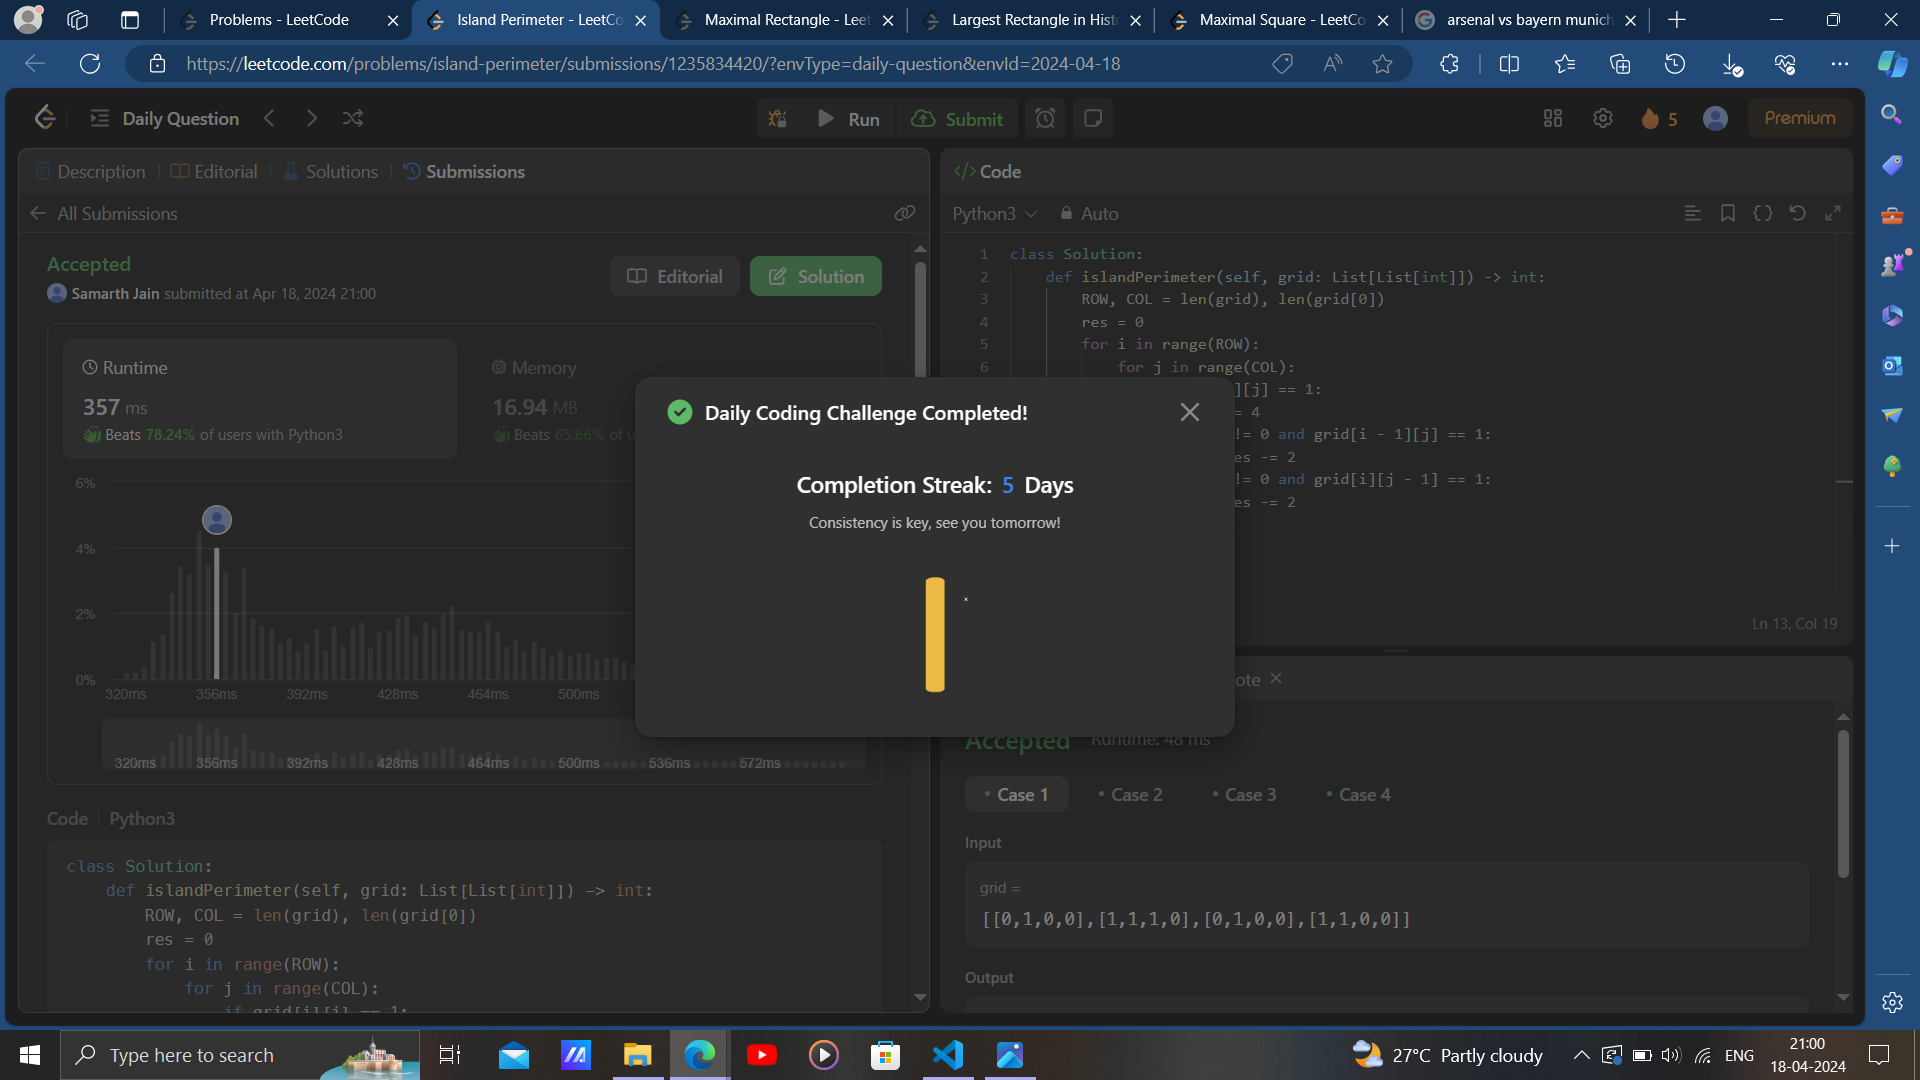 Problems - LeetCode
Island Perimeter - LeetCo
Maximal Rectangle - Leet
Largest Rectangle in Hist
Maximal Square - LeetCo
arsenal vs bayern munich
https://leetcode.com/problems/island-perimeter/submissions/1235834420/?envType=daily-question&envId=2024-04-18
Daily Question
Run
Submit
5
Premium
Description
Editorial
Solutions
Submissions
All Submissions
Accepted
Samarth Jain submitted at Apr 18, 2024 21:00
Editorial
Solution
Runtime
357 ms
Beats 78.24% of users with Python3
Memory
16.94 MB
Beats 65.66% of u
6%
4%
2%
0%
320ms 356ms 392ms 428ms 464ms 500ms
320ms 356ms 392ms 428ms 464ms 500ms 536ms 572ms
Code | Python3
class Solution:
def islandPerimeter(self, grid: List[List[int]]) -> int:
ROW, COL = len(grid), len(grid[0])
res = 0
for i in range(ROW):
for j in range(COL):
if grid[i][j] == 1:
Daily Coding Challenge Completed!
Completion Streak: 5 Days
Consistency is key, see you tomorrow!
</> Code
Python3
Auto
1 class Solution:
2 def islandPerimeter(self, grid: List[List[int]]) -> int:
3 ROW, COL = len(grid), len(grid[0])
4 res = 0
5 for i in range(ROW):
6 for j in range(COL):
][j] == 1:
= 4
!= 0 and grid[i - 1][j] == 1:
es -= 2
!= 0 and grid[i][j - 1] == 1:
es -= 2
Ln 13, Col 19
ote
Accepted
Runtime: 48 ms
Case 1
Case 2
Case 3
Case 4
Input
grid =
[[0,1,0,0],[1,1,1,0],[0,1,0,0],[1,1,0,0]]
Output
Type here to search
27°C Partly cloudy
ENG
21:00
18-04-2024